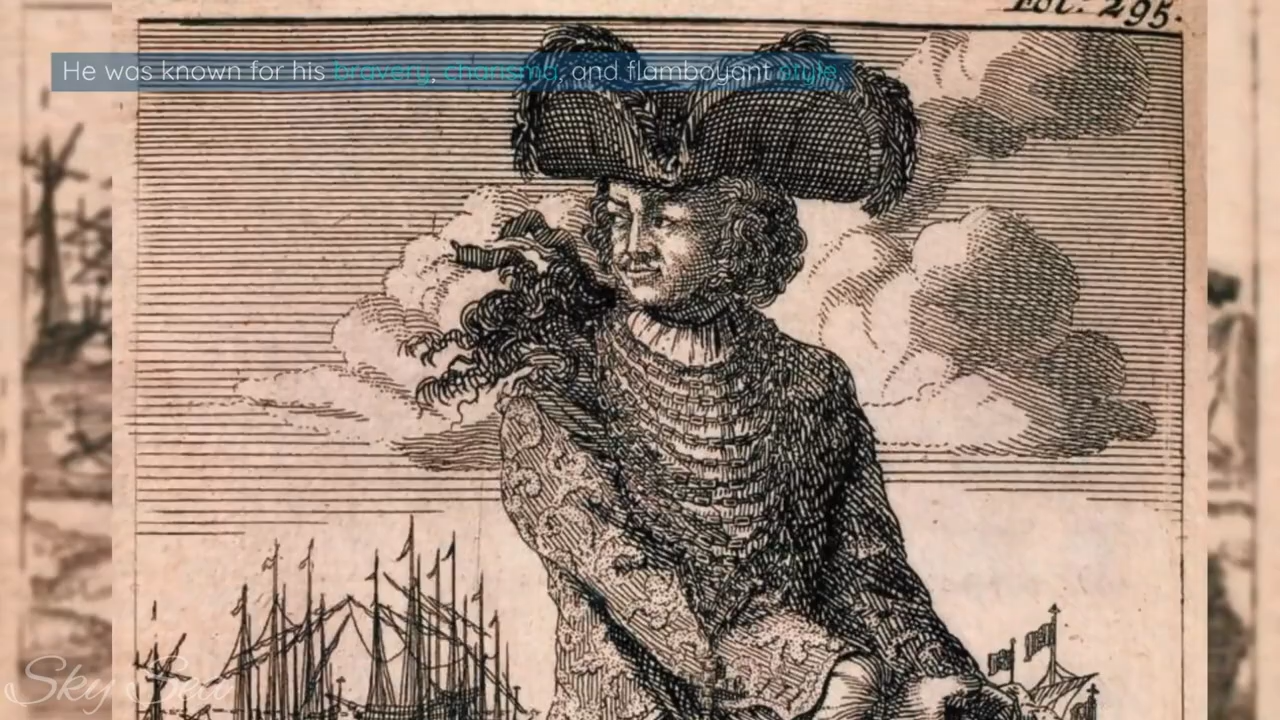 Fol. 295.
He was known for his bravery, charisma, and flamboyant style.
Sky Sea